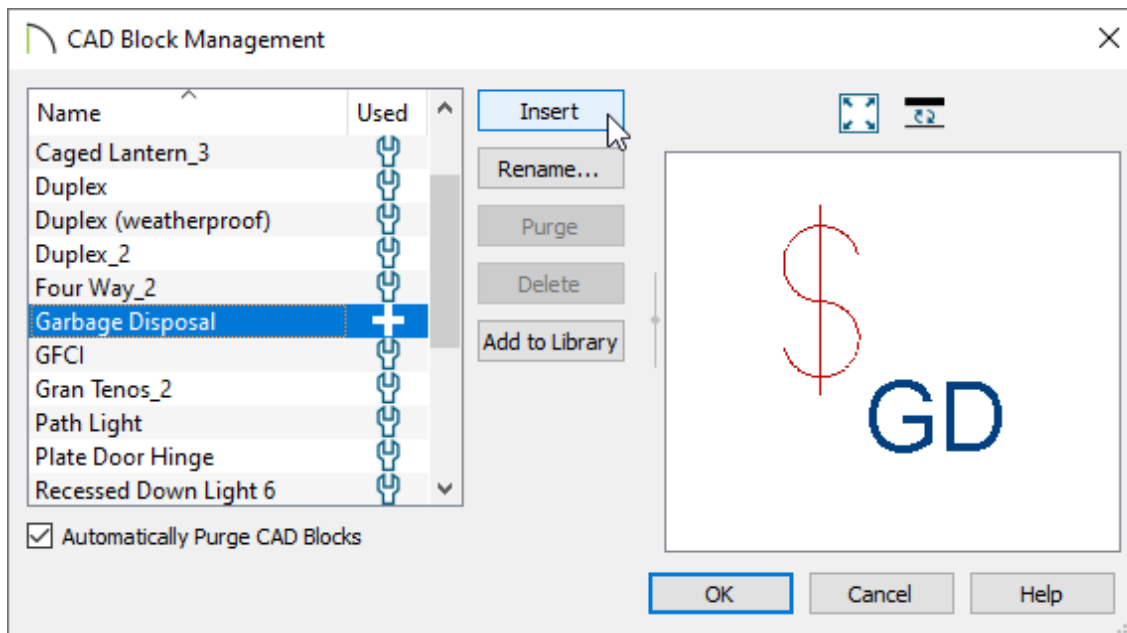 CAD Block Management
Name Used
Caged Lantern_3
Duplex
Duplex (weatherproof)
Duplex_2
Four Way_2
Garbage Disposal
GFCI
Gran Tenos_2
Path Light
Plate Door Hinge
Recessed Down Light 6
Automatically Purge CAD Blocks
Insert
Rename...
Purge
Delete
Add to Library
$
GD
OK Cancel Help